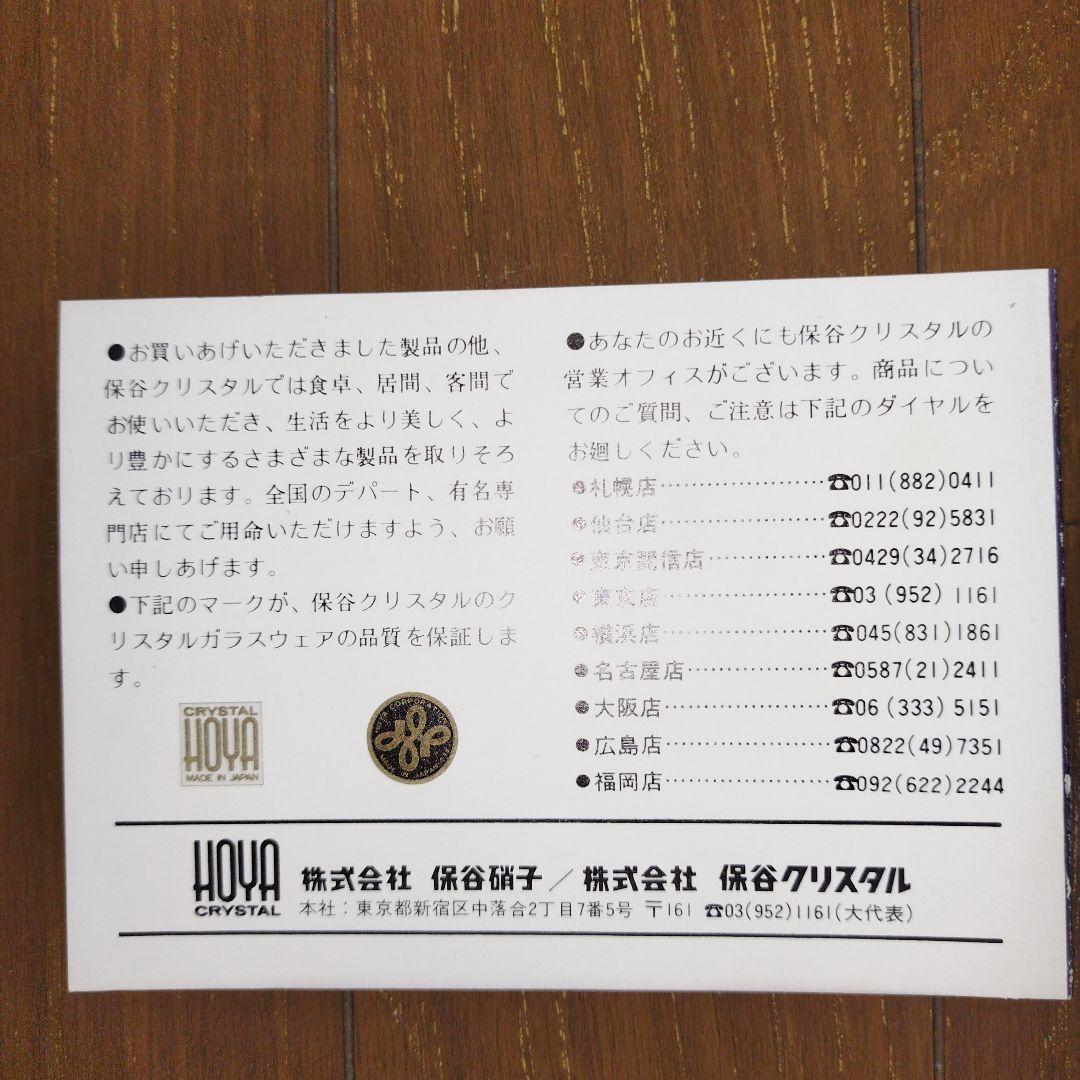 ●お買いあげいただきました製品の他、
保谷クリスタルでは食卓、居間、客間で
お使いいただき、生活をより美しく、よ
り豊かにするさまざまな製品を取りそろ
えております。全国のデパート、有名専
門店にてご用命いただけますよう、お願
い申しあげます。
●下記のマークが、保谷クリスタルのク
リスタルガラスウェアの品質を保証しま
す。
CRYSTAL
HOYA
MADE IN JAPAN
HOYA CORPORATION
MADE IN JAPAN
●あなたのお近くにも保谷クリスタルの
営業オフィスがございます。商品につい
てのご質問、ご注意は下記のダイヤルを
お廻しください。
●札幌店……………………☎011(882)0411
●仙台店……………………☎0222(92)5831
●東京関信店………………☎0429(34)2716
●東京店……………………☎03(952)1161
●横浜店……………………☎045(831)1861
●名古屋店…………………☎0587(21)2411
●大阪店……………………☎06(333)5151
●広島店……………………☎0822(49)7351
●福岡店……………………☎092(622)2244
HOYA
CRYSTAL
株式会社 保谷硝子／株式会社 保谷クリスタル
本社：東京都新宿区中落合2丁目7番5号 〒161 ☎03(952)1161(大代表)